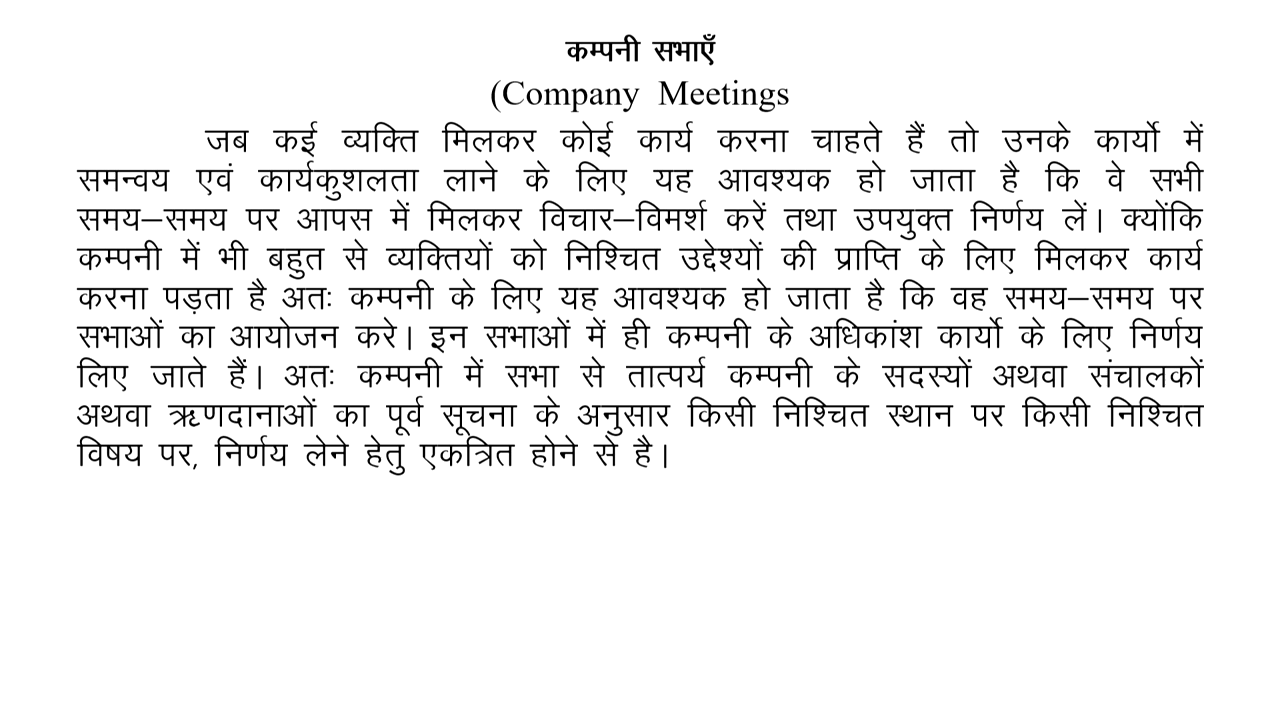 कम्पनी सभाएँ
(Company Meetings
जब कई व्यक्ति मिलकर कोई कार्य करना चाहते हैं तो उनके कार्यो में
समन्वय एवं कार्यकुशलता लाने के लिए यह आवश्यक हो जाता है कि वे सभी
समय–समय पर आपस में मिलकर विचार–विमर्श करें तथा उपयुक्त निर्णय लें। क्योंकि
कम्पनी में भी बहुत से व्यक्तियों को निश्चित उद्देश्यों की प्राप्ति के लिए मिलकर कार्य
करना पड़ता है अतः कम्पनी के लिए यह आवश्यक हो जाता है कि वह समय–समय पर
सभाओं का आयोजन करे। इन सभाओं में ही कम्पनी के अधिकांश कार्यो के लिए निर्णय
लिए जाते हैं। अतः कम्पनी में सभा से तात्पर्य कम्पनी के सदस्यों अथवा संचालकों
अथवा ऋणदानाओं का पूर्व सूचना के अनुसार किसी निश्चित स्थान पर किसी निश्चित
विषय पर, निर्णय लेने हेतु एकत्रित होने से है।